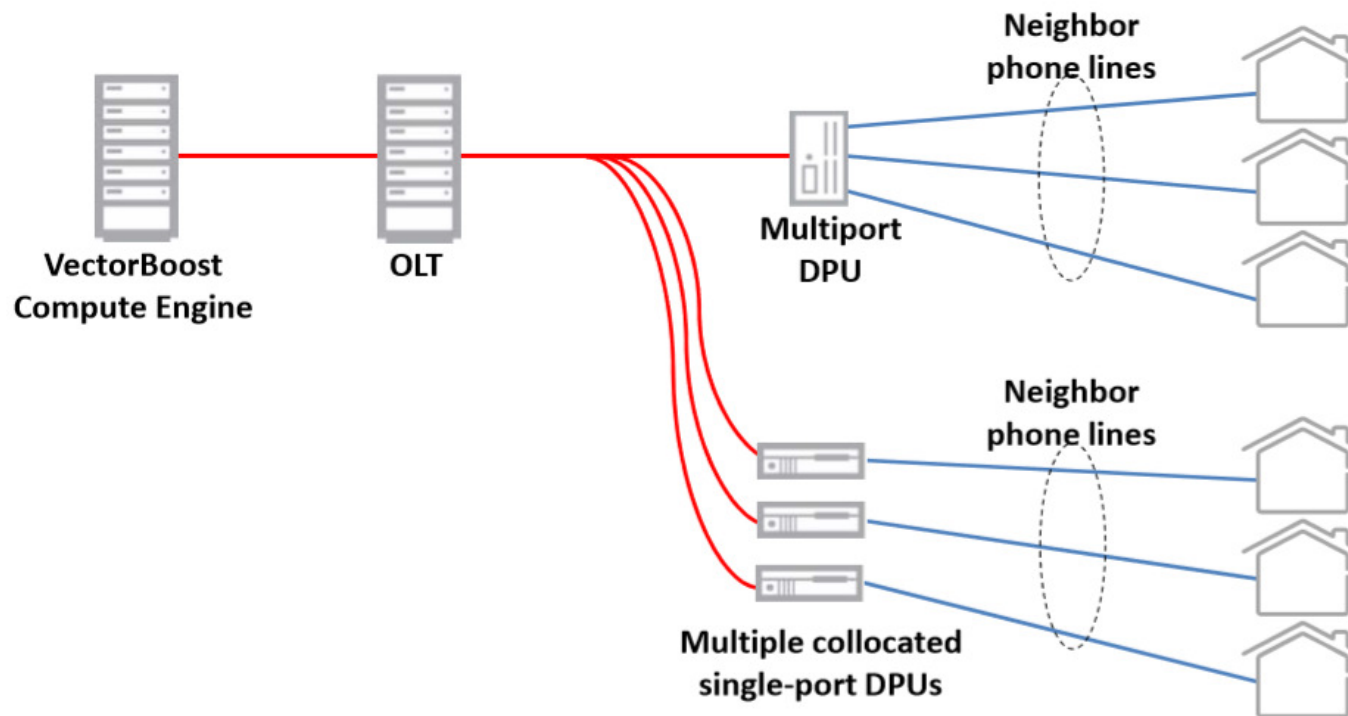 Neighbor
phone lines
VectorBoost
Compute Engine
OLT
Multiport
DPU
Neighbor
phone lines
Multiple collocated
single-port DPUs